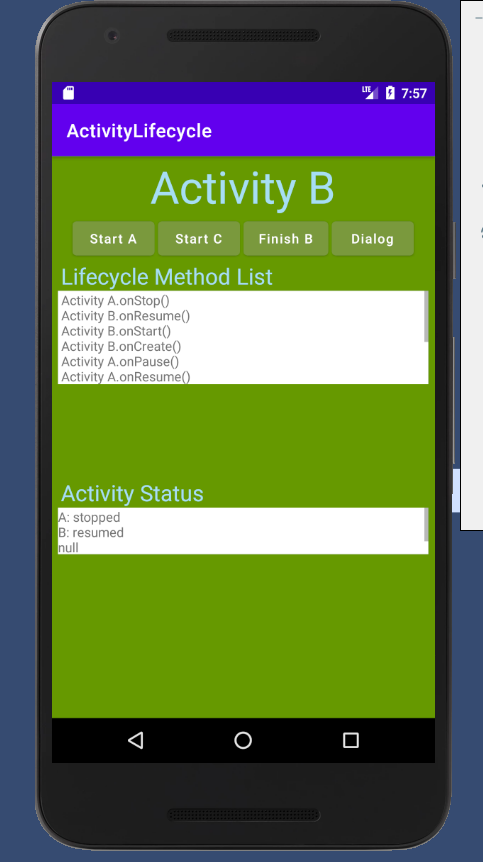 LTE 7:57
ActivityLifecycle
Activity B
Start A Start C Finish B Dialog
Lifecycle Method List
Activity A.onStop()
Activity B.onResume()
Activity B.onStart()
Activity B.onCreate()
Activity A.onPause()
Activity A.onResume()
Activity Status
A: stopped
B: resumed
null